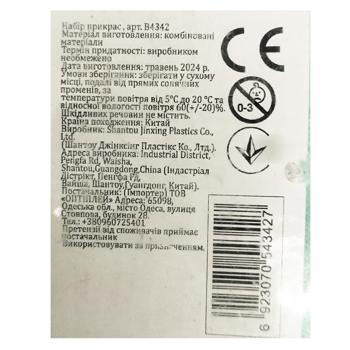 Набір прикрас, арт. B4342
Матеріал виготовлення: комбіновані
матеріали
Термін придатності: виробником
необмежено
Дата виготовлення: травень 2024 р.
Умови зберігання: зберігати у сухому
місці, подалі від прямих сонячних
променів, за
температури повітря від 5°С до 20 °С та
відносної вологості повітря 60(+/-20)%.
Шкідливих речовин не містить.
Країна походження: Китай
Виробник: Shantou Jinxing Plastics Co.,
Ltd.
(Шантоу Джінксінг Пластікс Ко., Лтд.)
Адреса виробника: Industrial District,
Pengfa Rd, Waisha,
Shantou,Guangdong,China (Індастріал
Дістрікт, Пенгфа Рд,
Вайша, Шантоу,Гуангдонг, Китай).
Постачальник: (Імпортер) ТОВ
«ОПТІПЛЕЙ» Адреса: 65098,
Одеська обл., місто Одеса, вулиця
Стовпова, будинок 28.
Тел.: +380960725401
Претензії від споживачів приймає
постачальник
Використовувати за призначенням.
CE
0-3
6 923070 543427